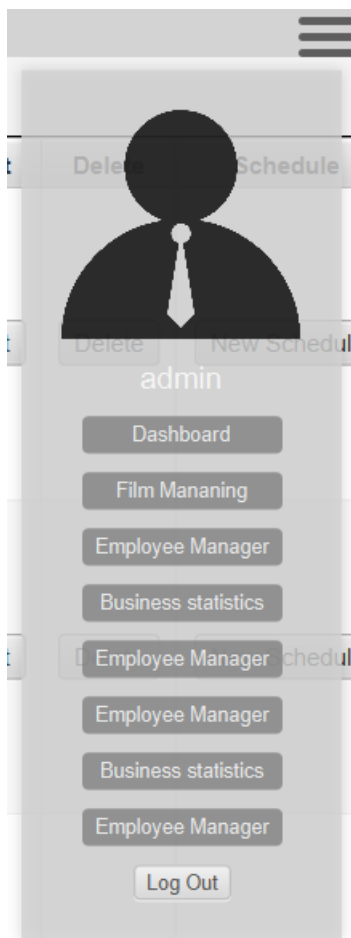 t Delete Schedule
t Delete New Schedul
admin
Dashboard
Film Mananing
Employee Manager
Business statistics
t D Employee Manager Schedul
Employee Manager
Business statistics
Employee Manager
Log Out